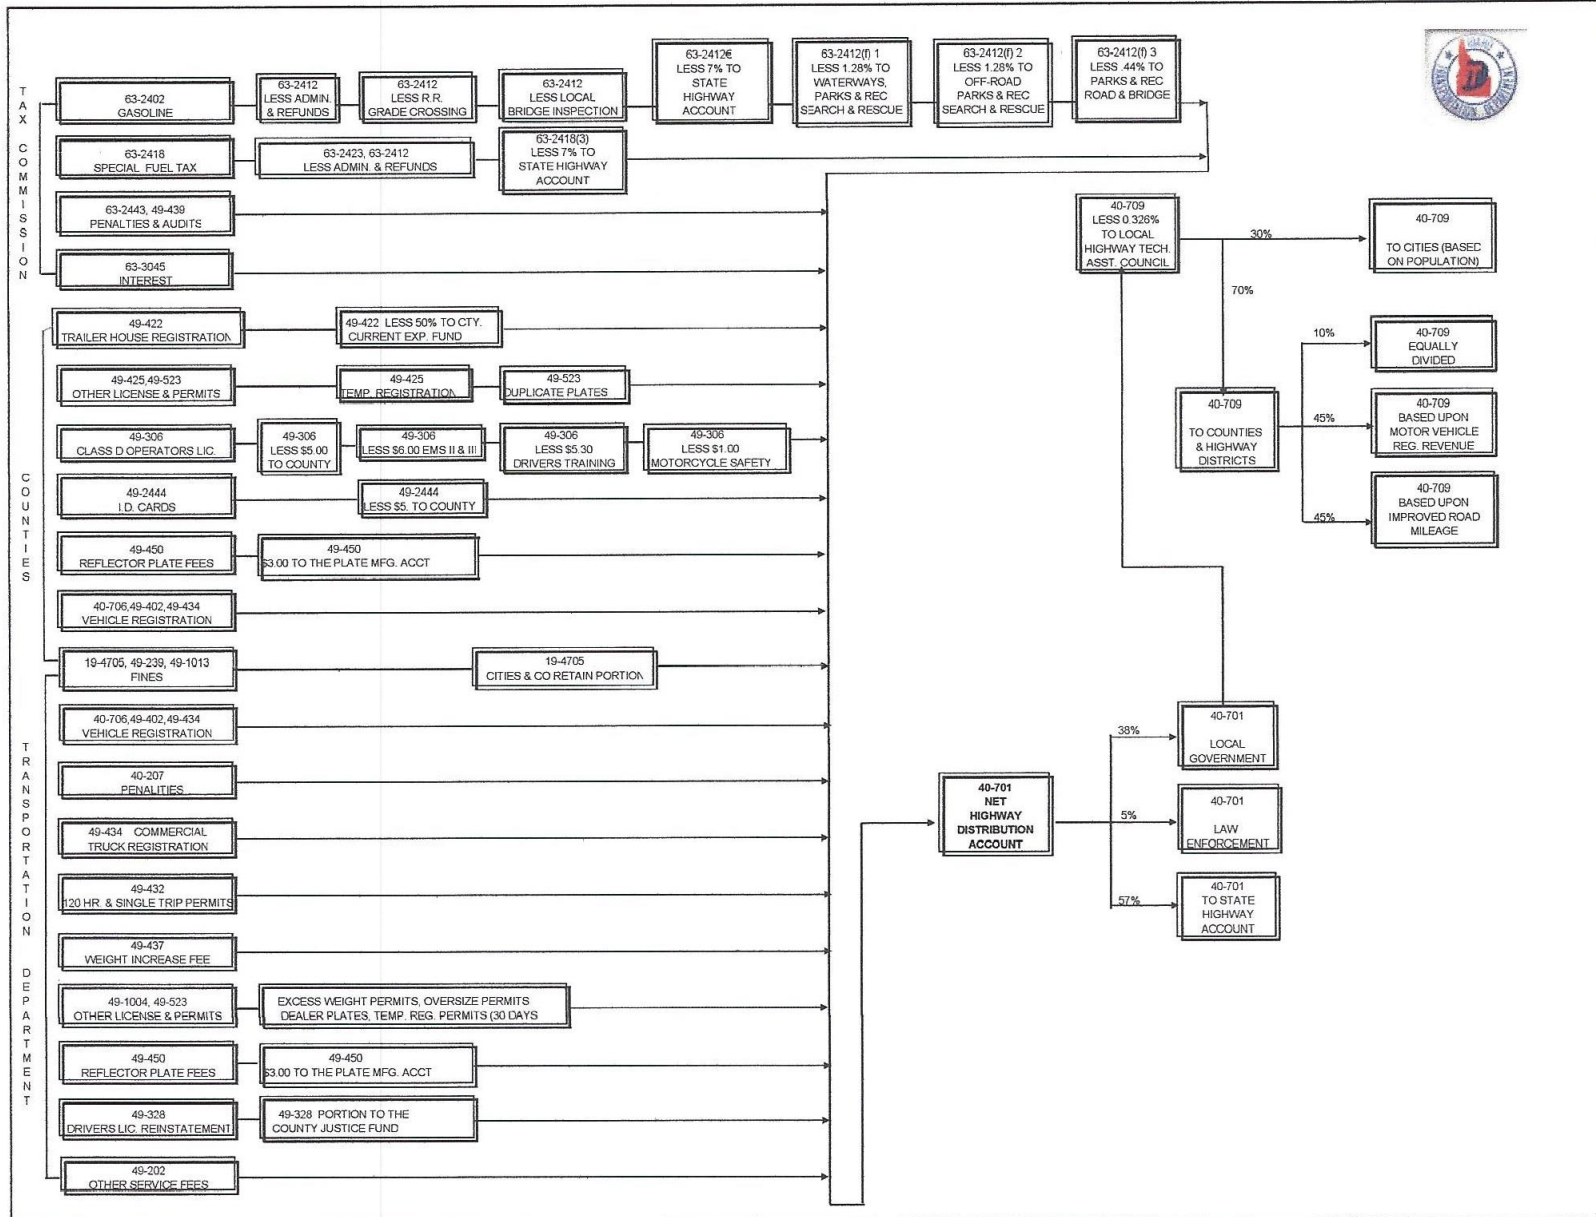 TAX COMMISSION
63-2402
GASOLINE
63-2412
LESS ADMIN.
& REFUNDS
63-2412
LESS R.R.
GRADE CROSSING
63-2412
LESS LOCAL
BRIDGE INSPECTION
63-2412€
LESS 7% TO
STATE
HIGHWAY
ACCOUNT
63-2412(f) 1
LESS 1.28% TO
WATERWAYS,
PARKS & REC
SEARCH & RESCUE
63-2412(f) 2
LESS 1.28% TO
OFF-ROAD
PARKS & REC
SEARCH & RESCUE
63-2412(f) 3
LESS .44% TO
PARKS & REC
ROAD & BRIDGE
IDAHO
TRANSPORTATION DEPARTMENT
63-2418
SPECIAL FUEL TAX
63-2423, 63-2412
LESS ADMIN. & REFUNDS
63-2418(3)
LESS 7% TO
STATE HIGHWAY
ACCOUNT
63-2443, 49-439
PENALTIES & AUDITS
63-3045
INTEREST
COUNTIES
49-422
TRAILER HOUSE REGISTRATION
49-422 LESS 50% TO CTY.
CURRENT EXP. FUND
49-425,49-523
OTHER LICENSE & PERMITS
49-425
TEMP. REGISTRATION
49-523
DUPLICATE PLATES
49-306
CLASS D OPERATORS LIC.
49-306
LESS $5.00
TO COUNTY
49-306
LESS $6.00 EMS II & III
49-306
LESS $5.30
DRIVERS TRAINING
49-306
LESS $1.00
MOTORCYCLE SAFETY
49-2444
I.D. CARDS
49-2444
LESS $5. TO COUNTY
49-450
REFLECTOR PLATE FEES
49-450
$3.00 TO THE PLATE MFG. ACCT
40-706,49-402,49-434
VEHICLE REGISTRATION
19-4705, 49-239, 49-1013
FINES
19-4705
CITIES & CO RETAIN PORTION
TRANSPORTATION DEPARTMENT
40-706,49-402,49-434
VEHICLE REGISTRATION
40-207
PENALITIES
49-434 COMMERCIAL
TRUCK REGISTRATION
49-432
120 HR. & SINGLE TRIP PERMITS
49-437
WEIGHT INCREASE FEE
49-1004, 49-523
OTHER LICENSE & PERMITS
EXCESS WEIGHT PERMITS, OVERSIZE PERMITS
DEALER PLATES, TEMP. REG. PERMITS (30 DAYS
49-450
REFLECTOR PLATE FEES
49-450
$3.00 TO THE PLATE MFG. ACCT
49-328
DRIVERS LIC. REINSTATEMENT
49-328 PORTION TO THE
COUNTY JUSTICE FUND
49-202
OTHER SERVICE FEES
40-701
NET
HIGHWAY
DISTRIBUTION
ACCOUNT
38%
40-701
LOCAL
GOVERNMENT
5%
40-701
LAW
ENFORCEMENT
57%
40-701
TO STATE
HIGHWAY
ACCOUNT
40-709
LESS 0.326%
TO LOCAL
HIGHWAY TECH.
ASST. COUNCIL
30%
40-709
TO CITIES (BASED
ON POPULATION)
70%
40-709
TO COUNTIES
& HIGHWAY
DISTRICTS
10%
40-709
EQUALLY
DIVIDED
45%
40-709
BASED UPON
MOTOR VEHICLE
REG. REVENUE
45%
40-709
BASED UPON
IMPROVED ROAD
MILEAGE